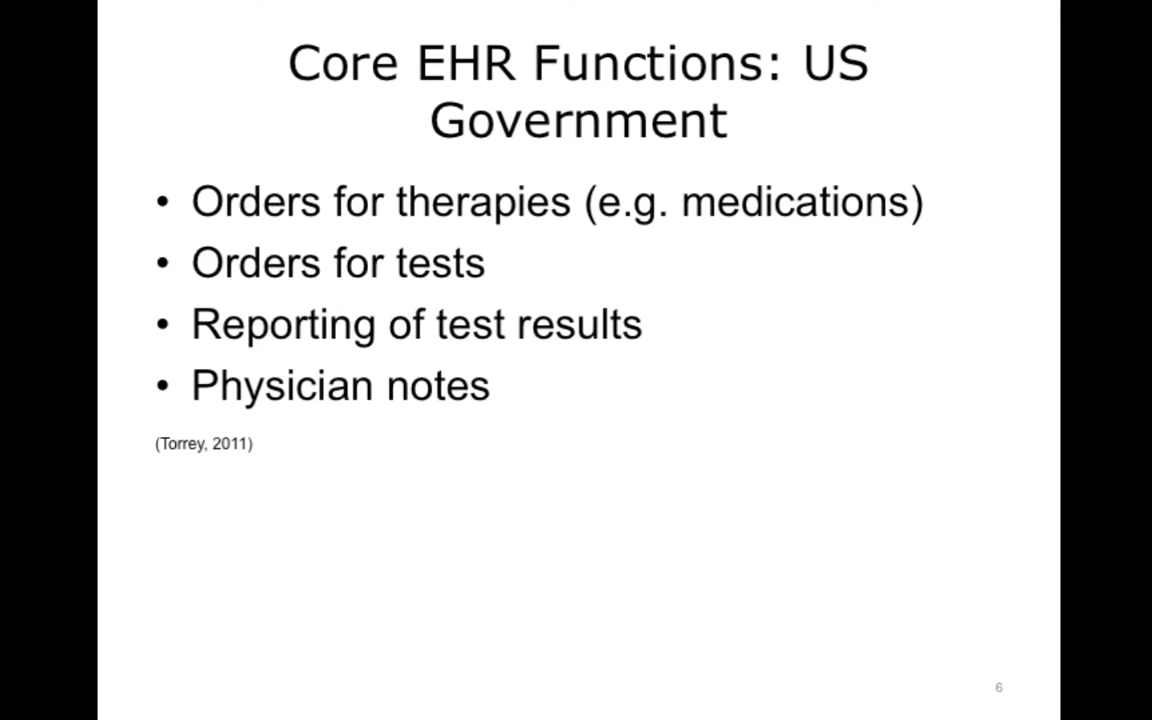 Core EHR Functions: US
Government
• Orders for therapies (e.g. medications)
• Orders for tests
• Reporting of test results
• Physician notes
(Torrey, 2011)
6